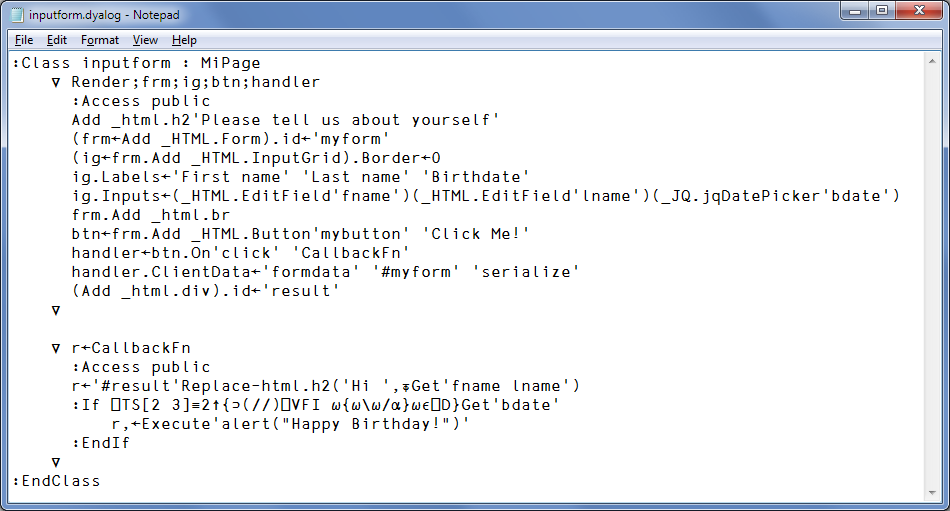 inputform.dyalog - Notepad
File Edit Format View Help
:Class inputform : MiPage
    ∇ Render;frm;ig;btn;handler
      :Access public
      Add _html.h2'Please tell us about yourself'
      (frm←Add _HTML.Form).id←'myform'
      (ig←frm.Add _HTML.InputGrid).Border←0
      ig.Labels←'First name' 'Last name' 'Birthdate'
      ig.Inputs←(_HTML.EditField'fname')(_HTML.EditField'lname')(_JQ.jqDatePicker'bdate')
      frm.Add _html.br
      btn←frm.Add _HTML.Button'mybutton' 'Click Me!'
      handler←btn.On'click' 'CallbackFn'
      handler.ClientData←'formdata' '#myform' 'serialize'
      (Add _html.div).id←'result'
    ∇

    ∇ r←CallbackFn
      :Access public
      r←'#result'Replace-html.h2('Hi ',⍕Get'fname lname')
      :If ⎕TS[2 3]≡2↑{⊃(//)⎕VFI ⍵{⍵\⍵/⍺}⍵∊⎕D}Get'bdate'
          r,←Execute'alert("Happy Birthday!")'
      :EndIf
    ∇
:EndClass